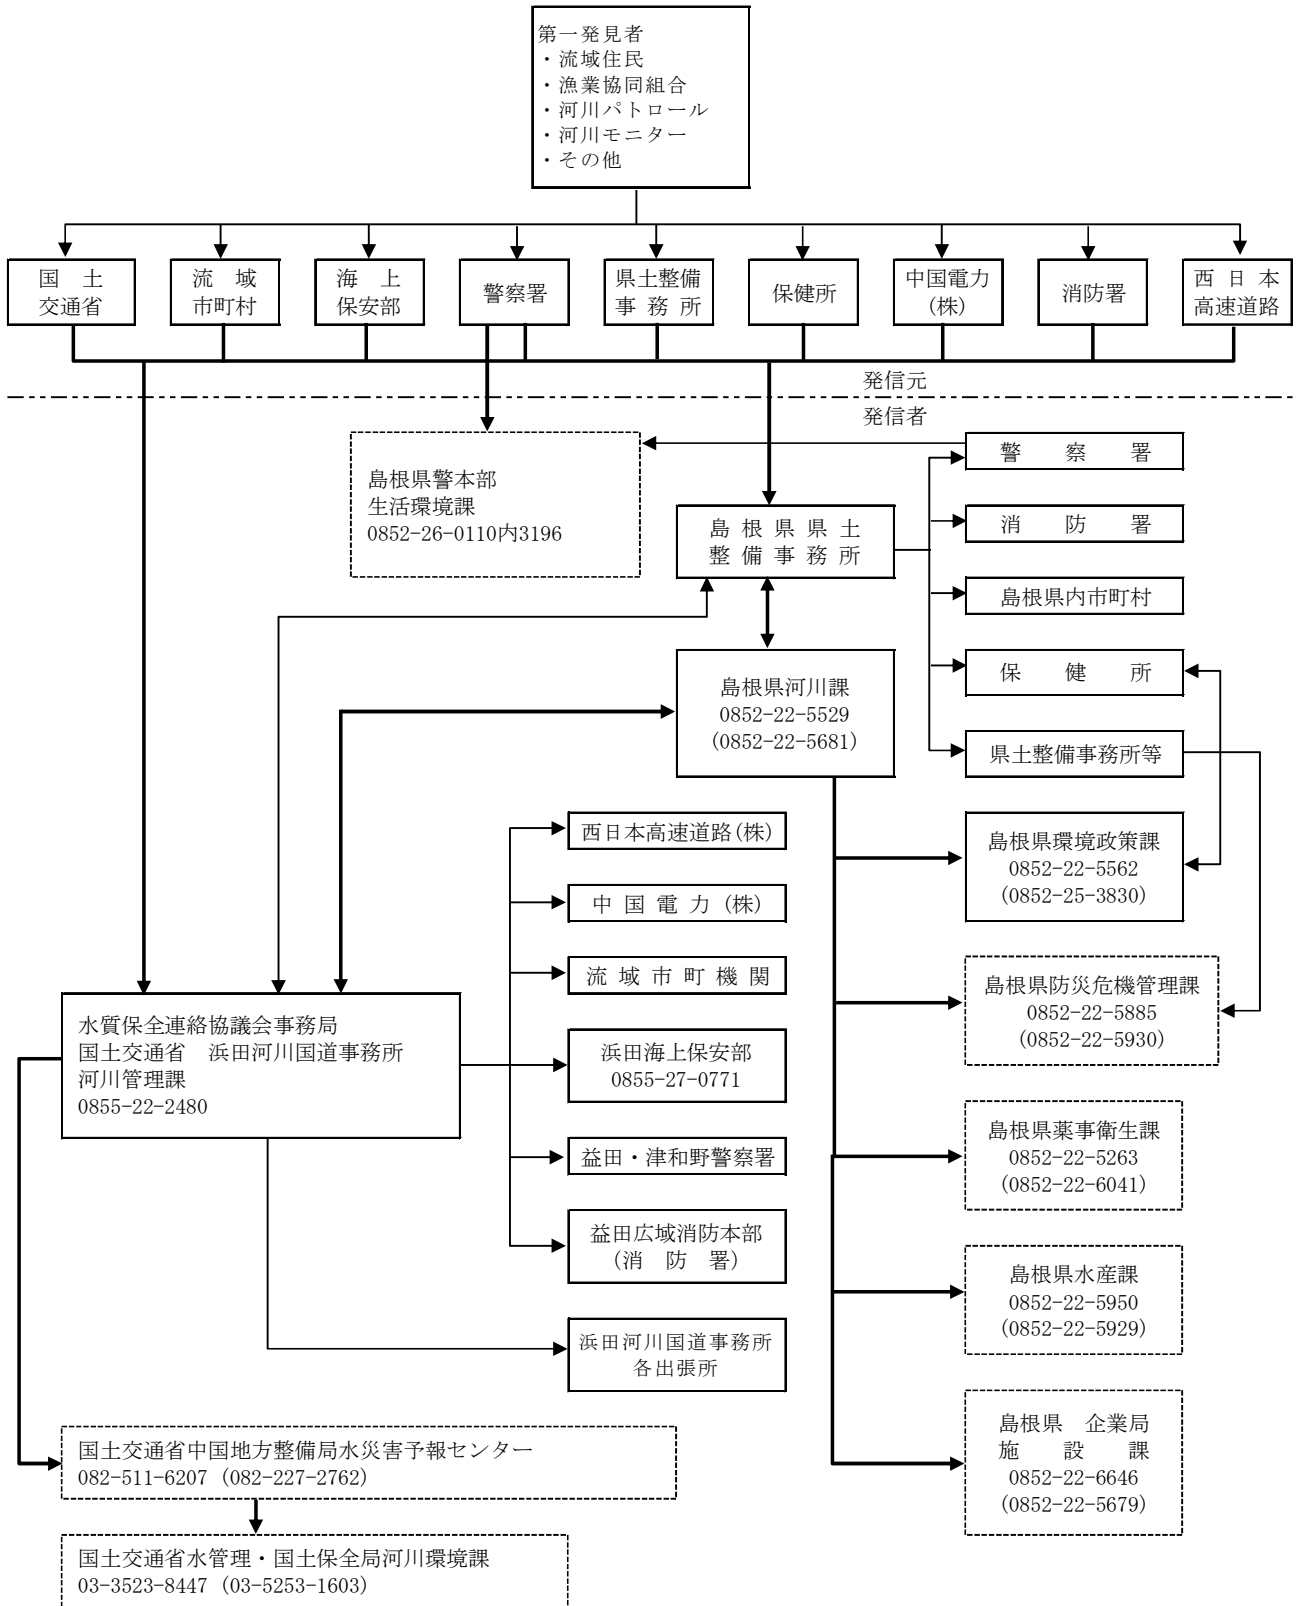 第一発見者
・流域住民
・漁業協同組合
・河川パトロール
・河川モニター
・その他
国　土
交通省
流　域
市町村
海　上
保安部
警察署
県土整備
事 務 所
保健所
中国電力
(株)
消防署
西 日 本
高速道路
発信元
発信者
島根県警本部
生活環境課
0852-26-0110内3196
島 根 県 県 土
整 備 事 務 所
警　察　署
消　防　署
島根県内市町村
保　健　所
県土整備事務所等
島根県河川課
0852-22-5529
(0852-22-5681)
西日本高速道路(株)
中 国 電 力 (株)
流 域 市 町 機 関
浜田海上保安部
0855-27-0771
益田・津和野警察署
益田広域消防本部
(消　防　署)
浜田河川国道事務所
各出張所
島根県環境政策課
0852-22-5562
(0852-25-3830)
島根県防災危機管理課
0852-22-5885
(0852-22-5930)
島根県薬事衛生課
0852-22-5263
(0852-22-6041)
島根県水産課
0852-22-5950
(0852-22-5929)
島根県　企業局
施　設　課
0852-22-6646
(0852-22-5679)
水質保全連絡協議会事務局
国土交通省　浜田河川国道事務所
河川管理課
0855-22-2480
国土交通省中国地方整備局水災害予報センター
082-511-6207 (082-227-2762)
国土交通省水管理・国土保全局河川環境課
03-3523-8447 (03-5253-1603)